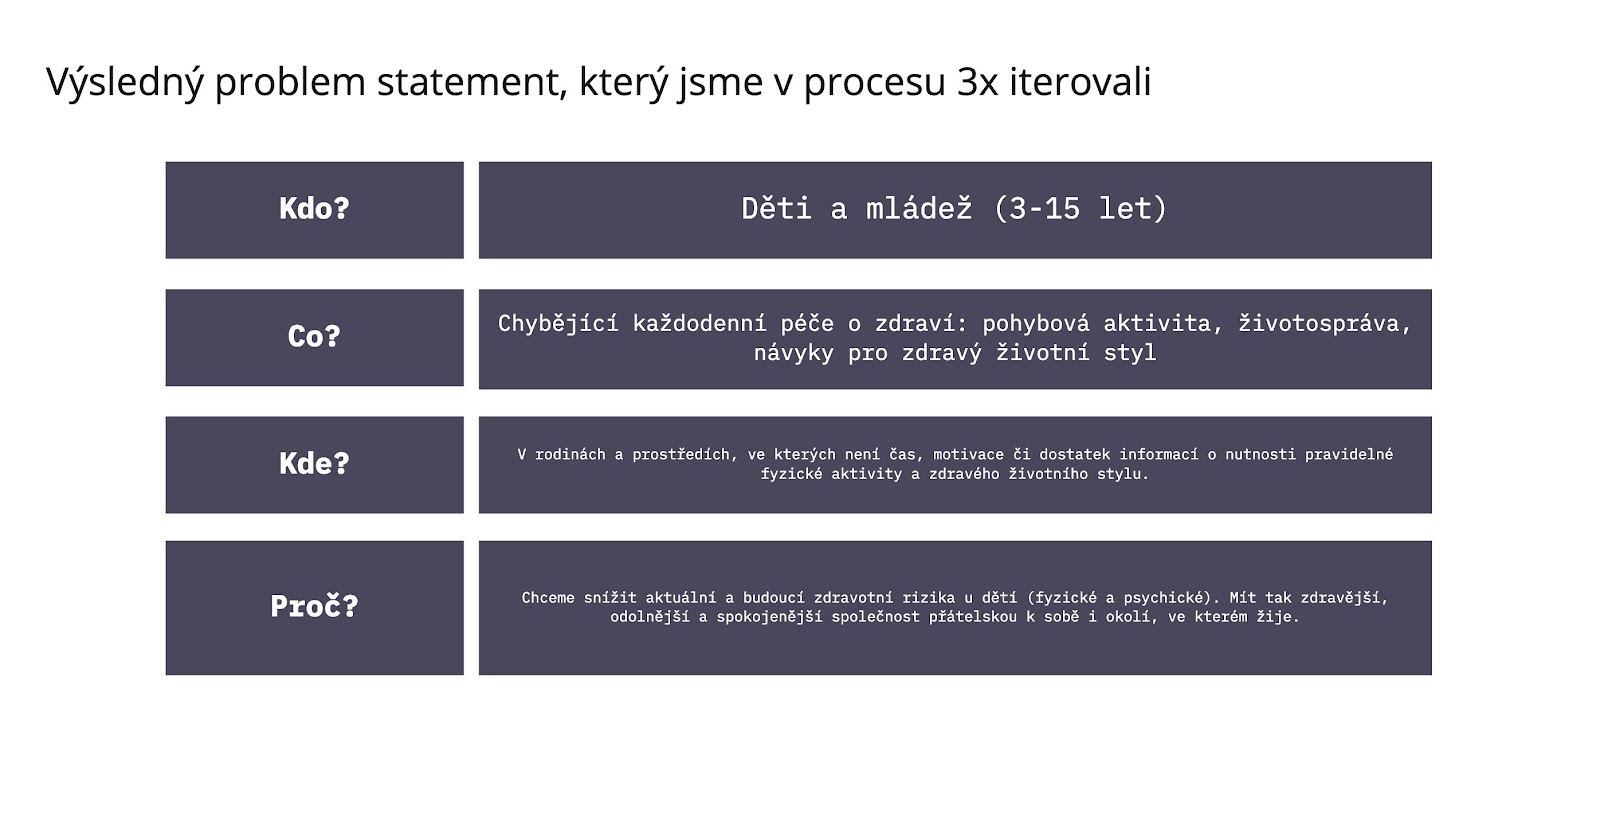 Výsledný problem statement, který jsme v procesu 3x iterovali
Kdo?
Děti a mládež (3-15 let)
Co?
Chybějící každodenní péče o zdraví: pohybová aktivita, životospráva,
návyky pro zdravý životní styl
Kde?
V rodinách a prostředích, ve kterých není čas, motivace či dostatek informací o nutnosti pravidelné
fyzické aktivity a zdravého životního stylu.
Proč?
Chceme snížit aktuální a budoucí zdravotní rizika u dětí (fyzické a psychické). Mít tak zdravější,
odolnější a spokojenější společnost přátelskou k sobě i okolí, ve kterém žije.